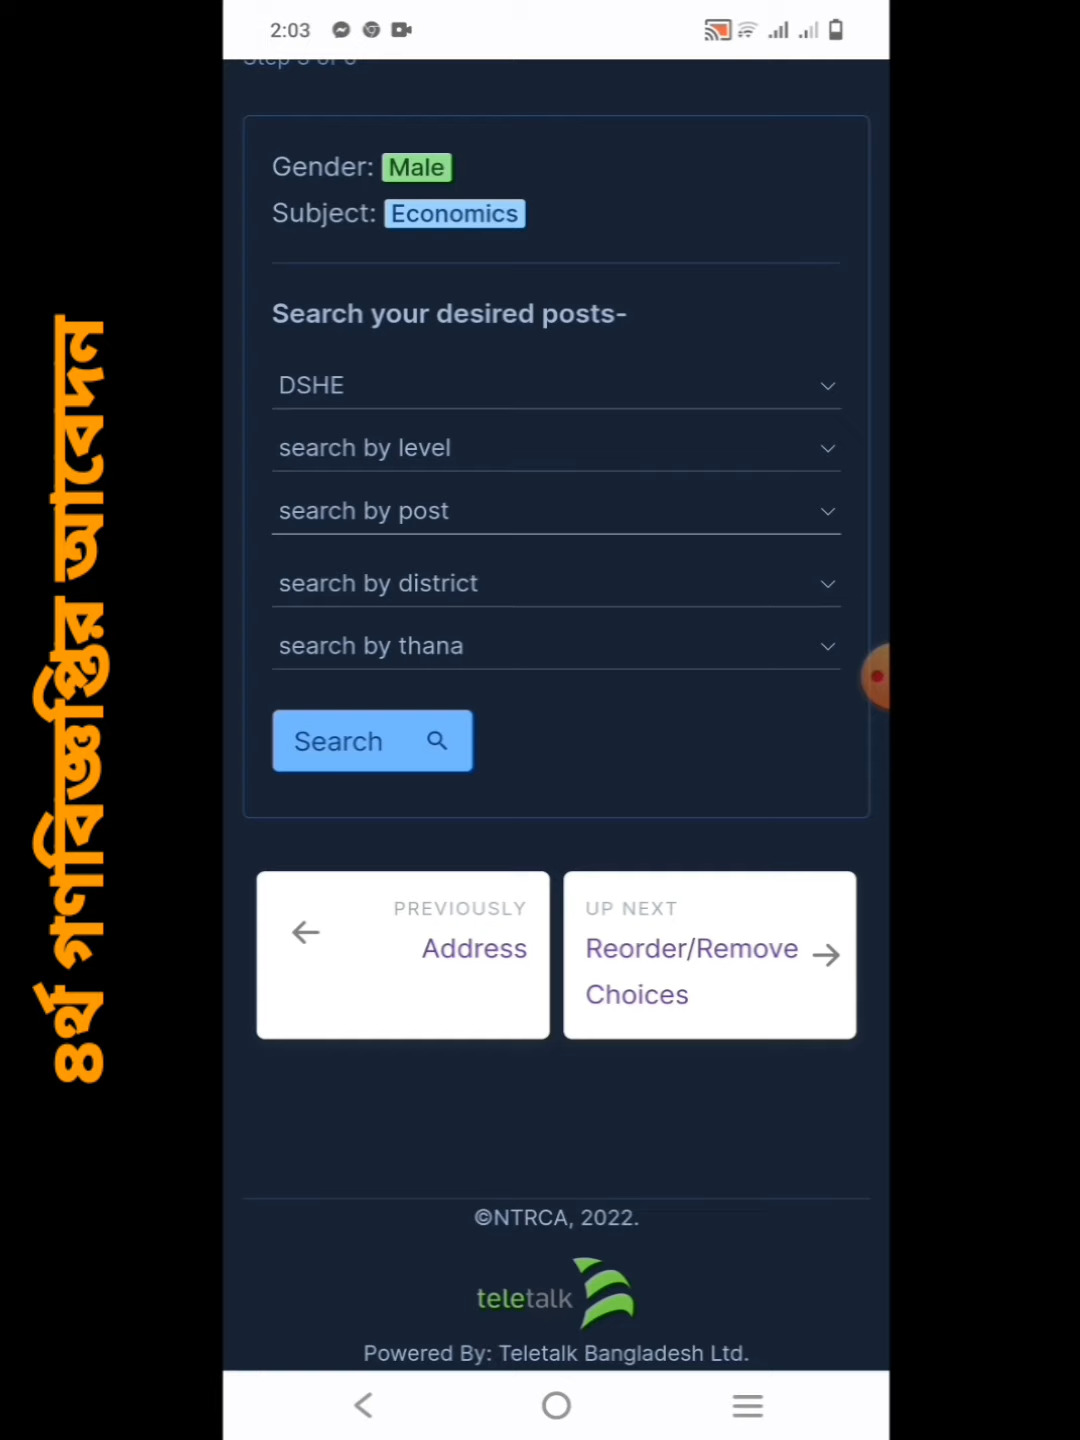 2:03
Gender: Male
Subject: Economics
Search your desired posts-
DSHE
search by level
search by post
search by district
search by thana
Search
PREVIOUSLY
Address
UP NEXT
Reorder/Remove
Choices
©NTRCA, 2022.
teletalk
Powered By: Teletalk Bangladesh Ltd.
৪র্থ গণবিজ্ঞপ্তির আবেদন